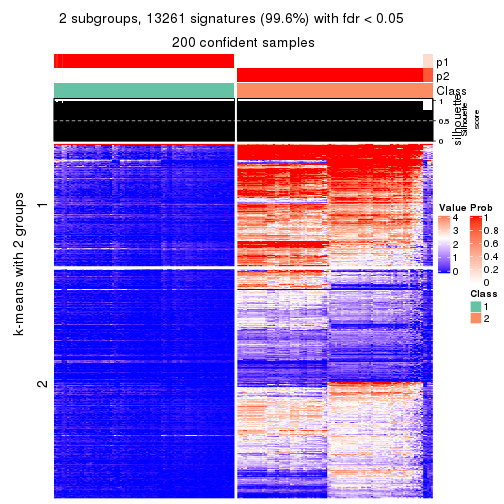 2 subgroups, 13261 signatures (99.6%) with fdr < 0.05
200 confident samples
p1
p2
Class
1
0.5
0
silhouette
Silhouette
score
k-means with 2 groups
1
2
Value
4
3
2
1
0
Prob
1
0.8
0.6
0.4
0.2
0
Class
1
2